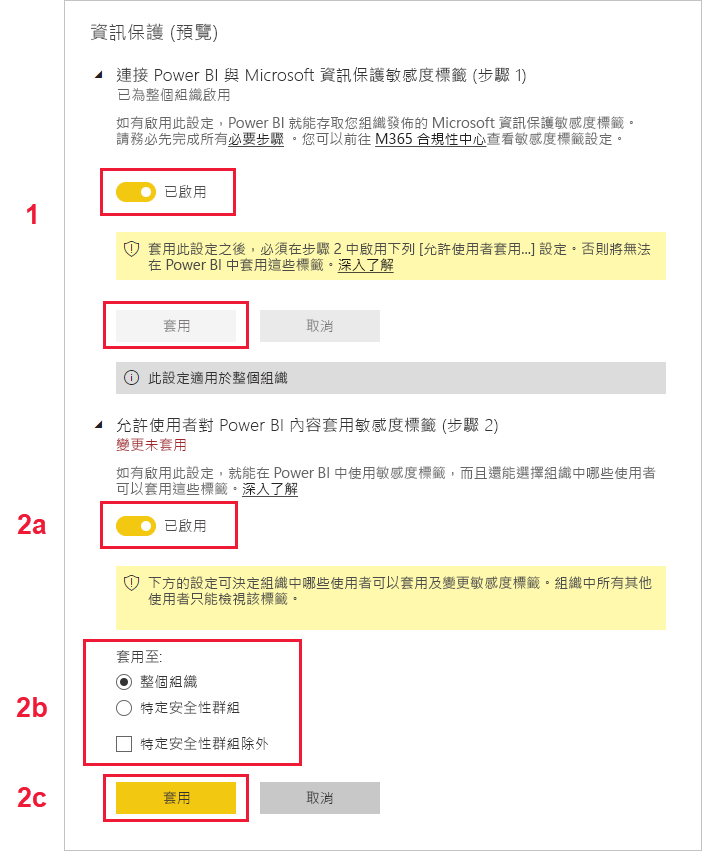 資訊保護 (預覽)
連接 Power BI 與 Microsoft 資訊保護敏感度標籤 (步驟 1)
已為整個組織啟用
如有啟用此設定，Power BI 就能存取您組織發佈的 Microsoft 資訊保護敏感度標籤。
請務必先完成所有必要步驟 。您可以前往 M365 合規性中心查看敏感度標籤設定。
1
已啟用
套用此設定之後，必須在步驟 2 中啟用下列 [允許使用者套用...] 設定。否則將無法
在 Power BI 中套用這些標籤。深入了解
套用
取消
此設定適用於整個組織
允許使用者對 Power BI 內容套用敏感度標籤 (步驟 2)
變更未套用
如有啟用此設定，就能在 Power BI 中使用敏感度標籤，而且還能選擇組織中哪些使用者
可以套用這些標籤。深入了解
2a
已啟用
下方的設定可決定組織中哪些使用者可以套用及變更敏感度標籤。組織中所有其他
使用者只能檢視該標籤。
套用至:
整個組織
2b
特定安全性群組
特定安全性群組除外
2c
套用
取消